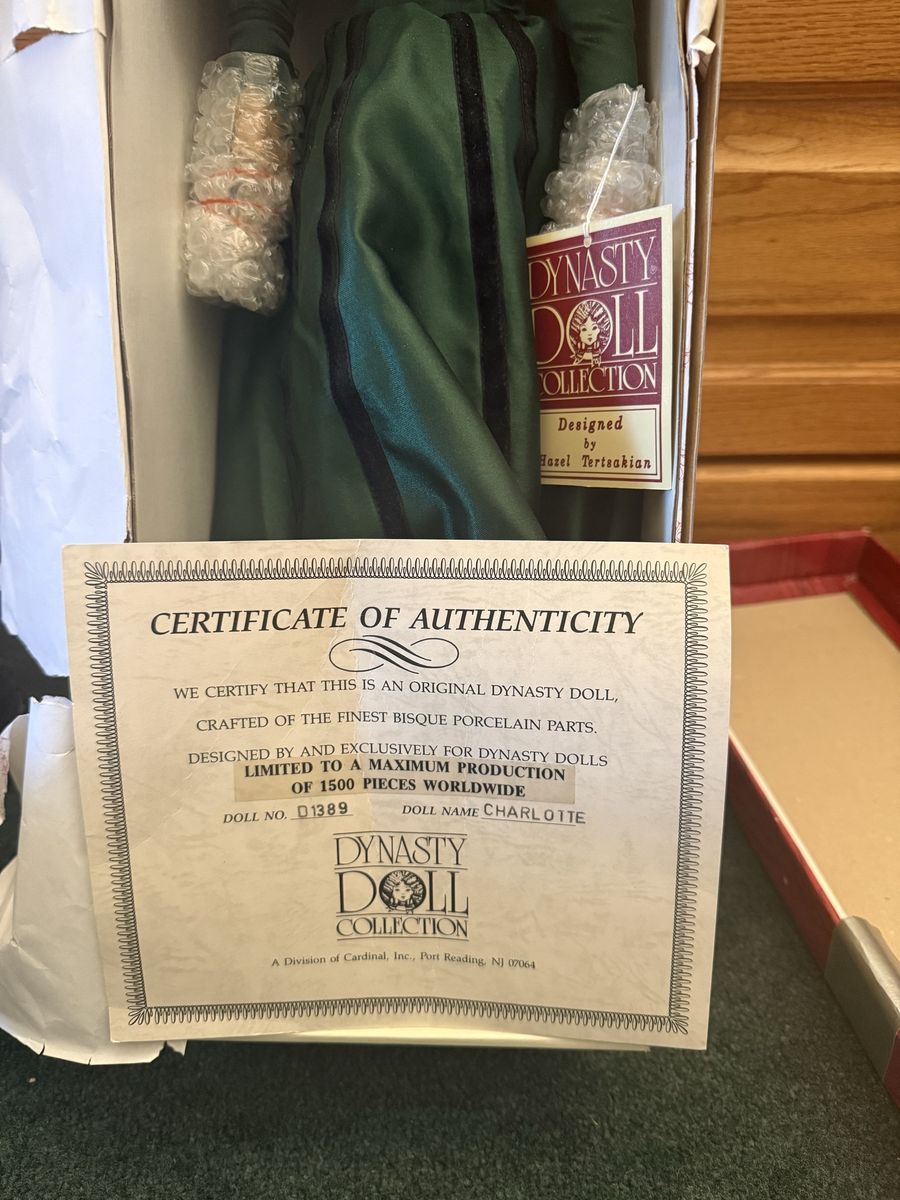 DYNASTY
DOLL
COLLECTION
Designed
by
Hazel Tertsakian
CERTIFICATE OF AUTHENTICITY
WE CERTIFY THAT THIS IS AN ORIGINAL DYNASTY DOLL,
CRAFTED OF THE FINEST BISQUE PORCELAIN PARTS.
DESIGNED BY AND EXCLUSIVELY FOR DYNASTY DOLLS
LIMITED TO A MAXIMUM PRODUCTION
OF 1500 PIECES WORLDWIDE
DOLL NO. D1389 DOLL NAME CHARLOTTE
DYNASTY
DOLL
COLLECTION
A Division of Cardinal, Inc., Port Reading, NJ 07064